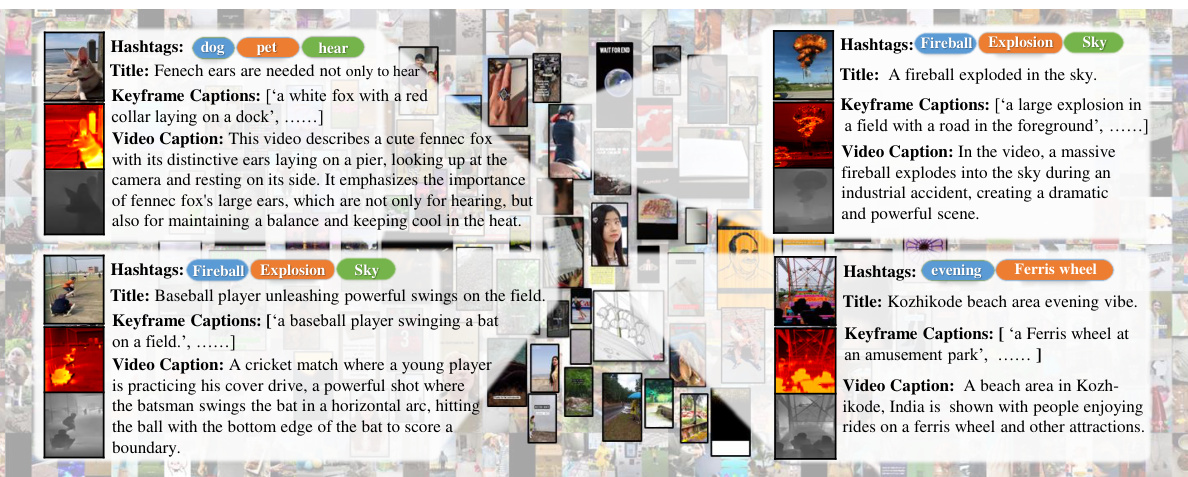 Hashtags: dog pet hear
Title: Fenech ears are needed not only to hear
Keyframe Captions: [‘a white fox with a red
collar laying on a dock’, ……]
Video Caption: This video describes a cute fennec fox
with its distinctive ears laying on a pier, looking up at the
camera and resting on its side. It emphasizes the importance
of fennec fox's large ears, which are not only for hearing, but
also for maintaining a balance and keeping cool in the heat.
Hashtags: Fireball Explosion Sky
Title: Baseball player unleashing powerful swings on the field.
Keyframe Captions: [‘a baseball player swinging a bat
on a field.’, ……]
Video Caption: A cricket match where a young player
is practicing his cover drive, a powerful shot where
the batsman swings the bat in a horizontal arc, hitting
the ball with the bottom edge of the bat to score a
boundary.
WAIT FOR END
Hashtags: Fireball Explosion Sky
Title: A fireball exploded in the sky.
Keyframe Captions: [‘a large explosion in
a field with a road in the foreground’, ……]
Video Caption: In the video, a massive
fireball explodes into the sky during an
industrial accident, creating a dramatic
and powerful scene.
Hashtags: evening Ferris wheel
Title: Kozhikode beach area evening vibe.
Keyframe Captions: [ ‘a Ferris wheel at
an amusement park’, …… ]
Video Caption: A beach area in Kozh-
ikode, India is shown with people enjoying
rides on a ferris wheel and other attractions.